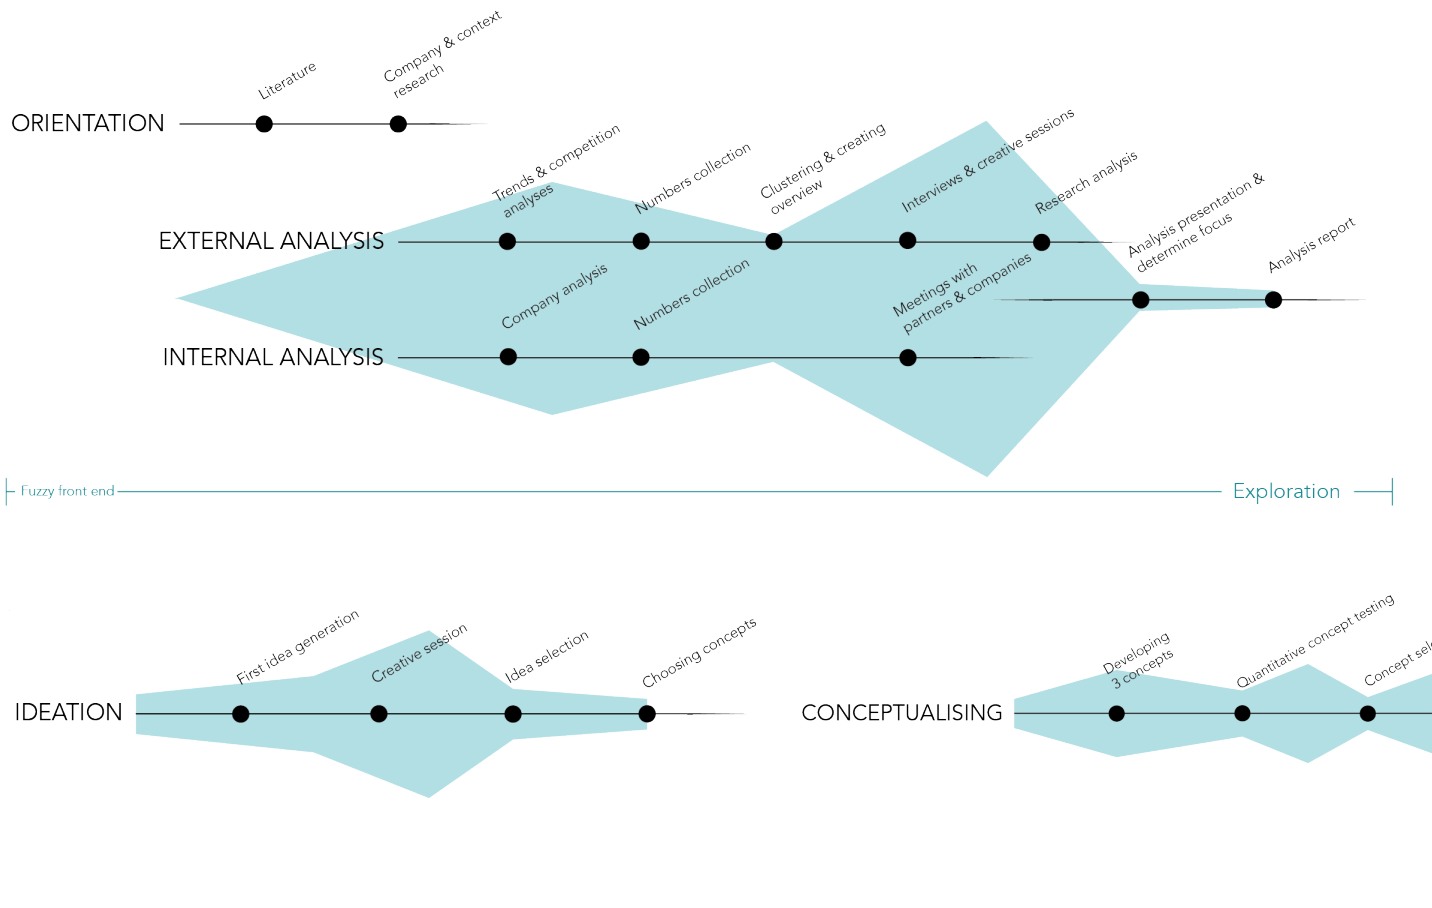 Literature
Company & context
research
ORIENTATION
Trends & competition
analyses
Numbers collection
Clustering & creating
overview
Interviews & creative sessions
Research analysis
EXTERNAL ANALYSIS
Analysis presentation &
determine focus
Analysis report
Company analysis
Numbers collection
Meetings with
partners & companies
INTERNAL ANALYSIS
Fuzzy front end
Exploration
First idea generation
Creative session
Idea selection
Choosing concepts
IDEATION
Developing
3 concepts
Quantitative concept testing
Concept
CONCEPTUALISING